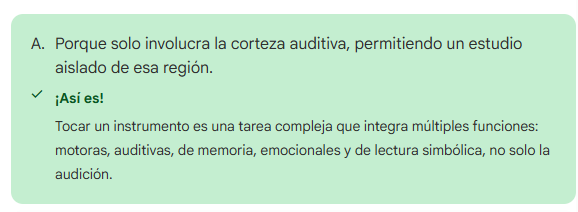 A. Porque solo involucra la corteza auditiva, permitiendo un estudio
aislado de esa región.
¡Así es!
Tocar un instrumento es una tarea compleja que integra múltiples funciones:
motoras, auditivas, de memoria, emocionales y de lectura simbólica, no solo la
audición.